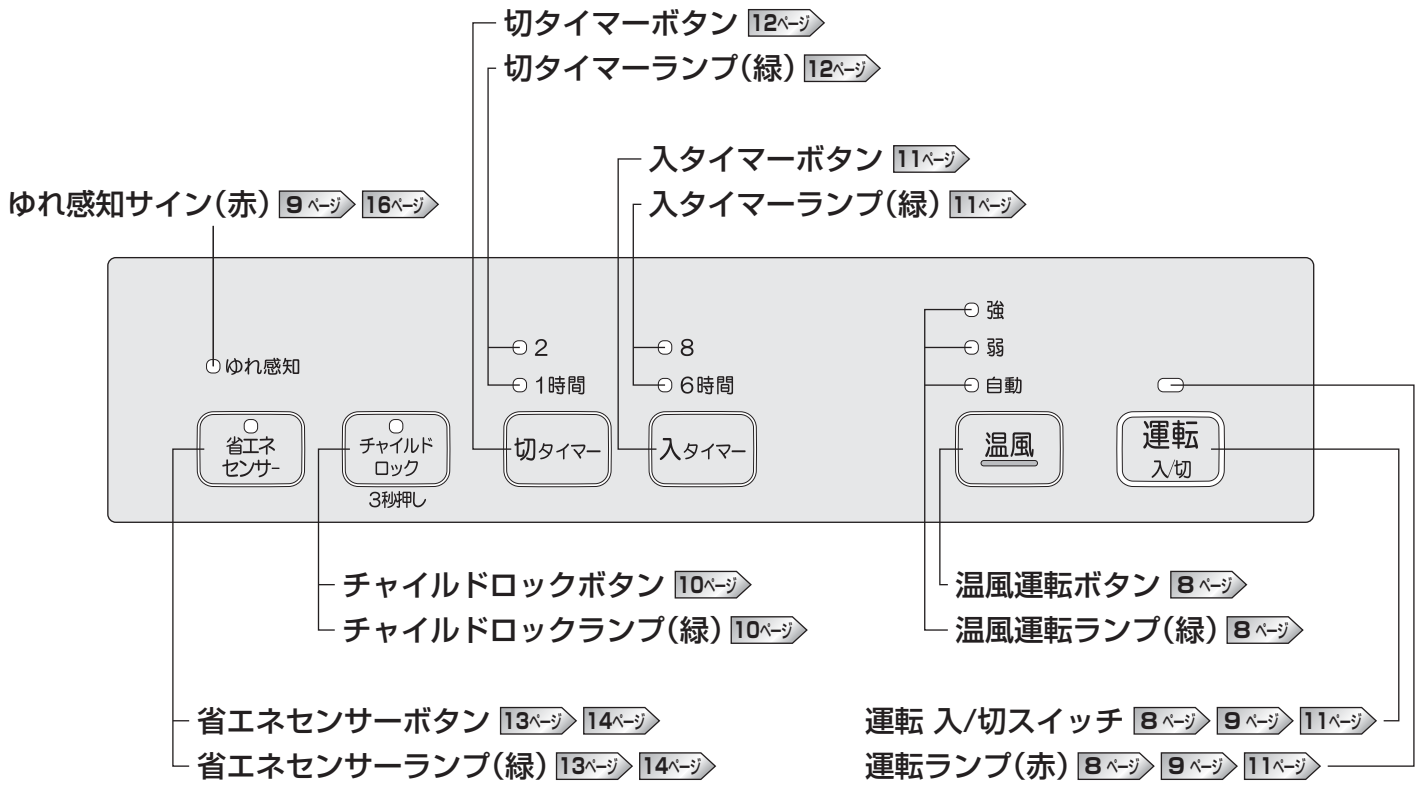 切タイマーボタン 12ページ
切タイマーランプ(緑) 12ページ
入タイマーボタン 11ページ
入タイマーランプ(緑) 11ページ
ゆれ感知サイン(赤) 9ページ 16ページ
強
2
8
弱
ゆれ感知
1時間
6時間
自動
省エネ
センサー
チャイルド
ロック
3秒押し
切タイマー
入タイマー
温風
運転
入/切
チャイルドロックボタン 10ページ
チャイルドロックランプ(緑) 10ページ
温風運転ボタン 8ページ
温風運転ランプ(緑) 8ページ
省エネセンサーボタン 13ページ 14ページ
省エネセンサーランプ(緑) 13ページ 14ページ
運転 入/切スイッチ 8ページ 9ページ 11ページ
運転ランプ(赤) 8ページ 9ページ 11ページ